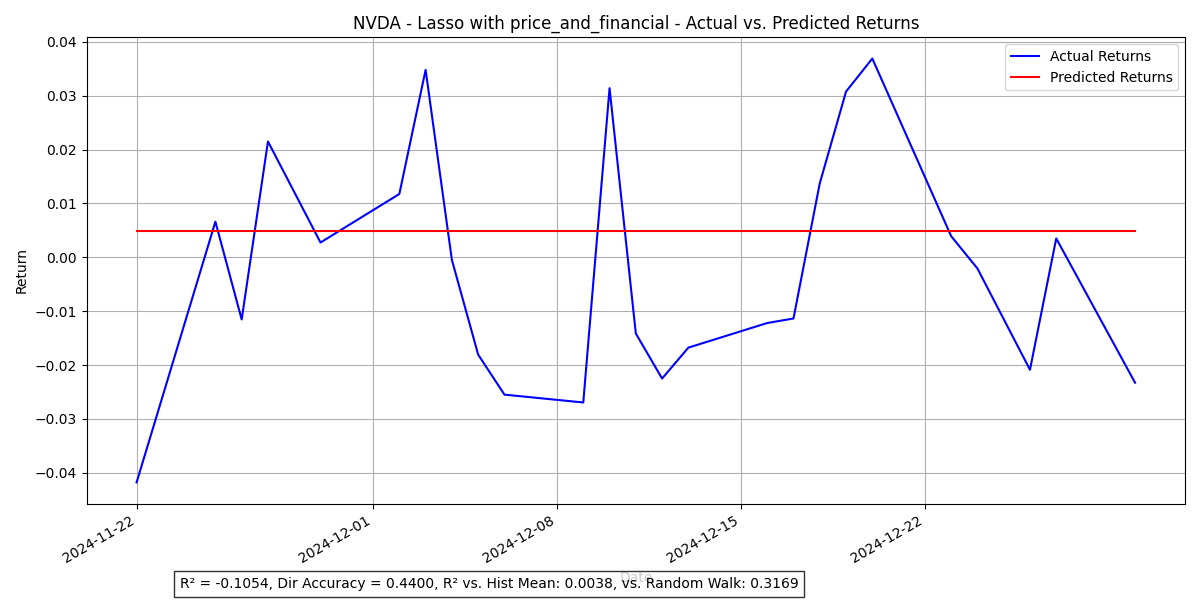 NVDA - Lasso with price_and_financial - Actual vs. Predicted Returns
Actual Returns
Predicted Returns
0.04
0.03
0.02
0.01
0.00
−0.01
−0.02
−0.03
−0.04
Return
2024-11-22
2024-12-01
2024-12-08
2024-12-15
2024-12-22
Date
R² = -0.1054, Dir Accuracy = 0.4400, R² vs. Hist Mean: 0.0038, vs. Random Walk: 0.3169